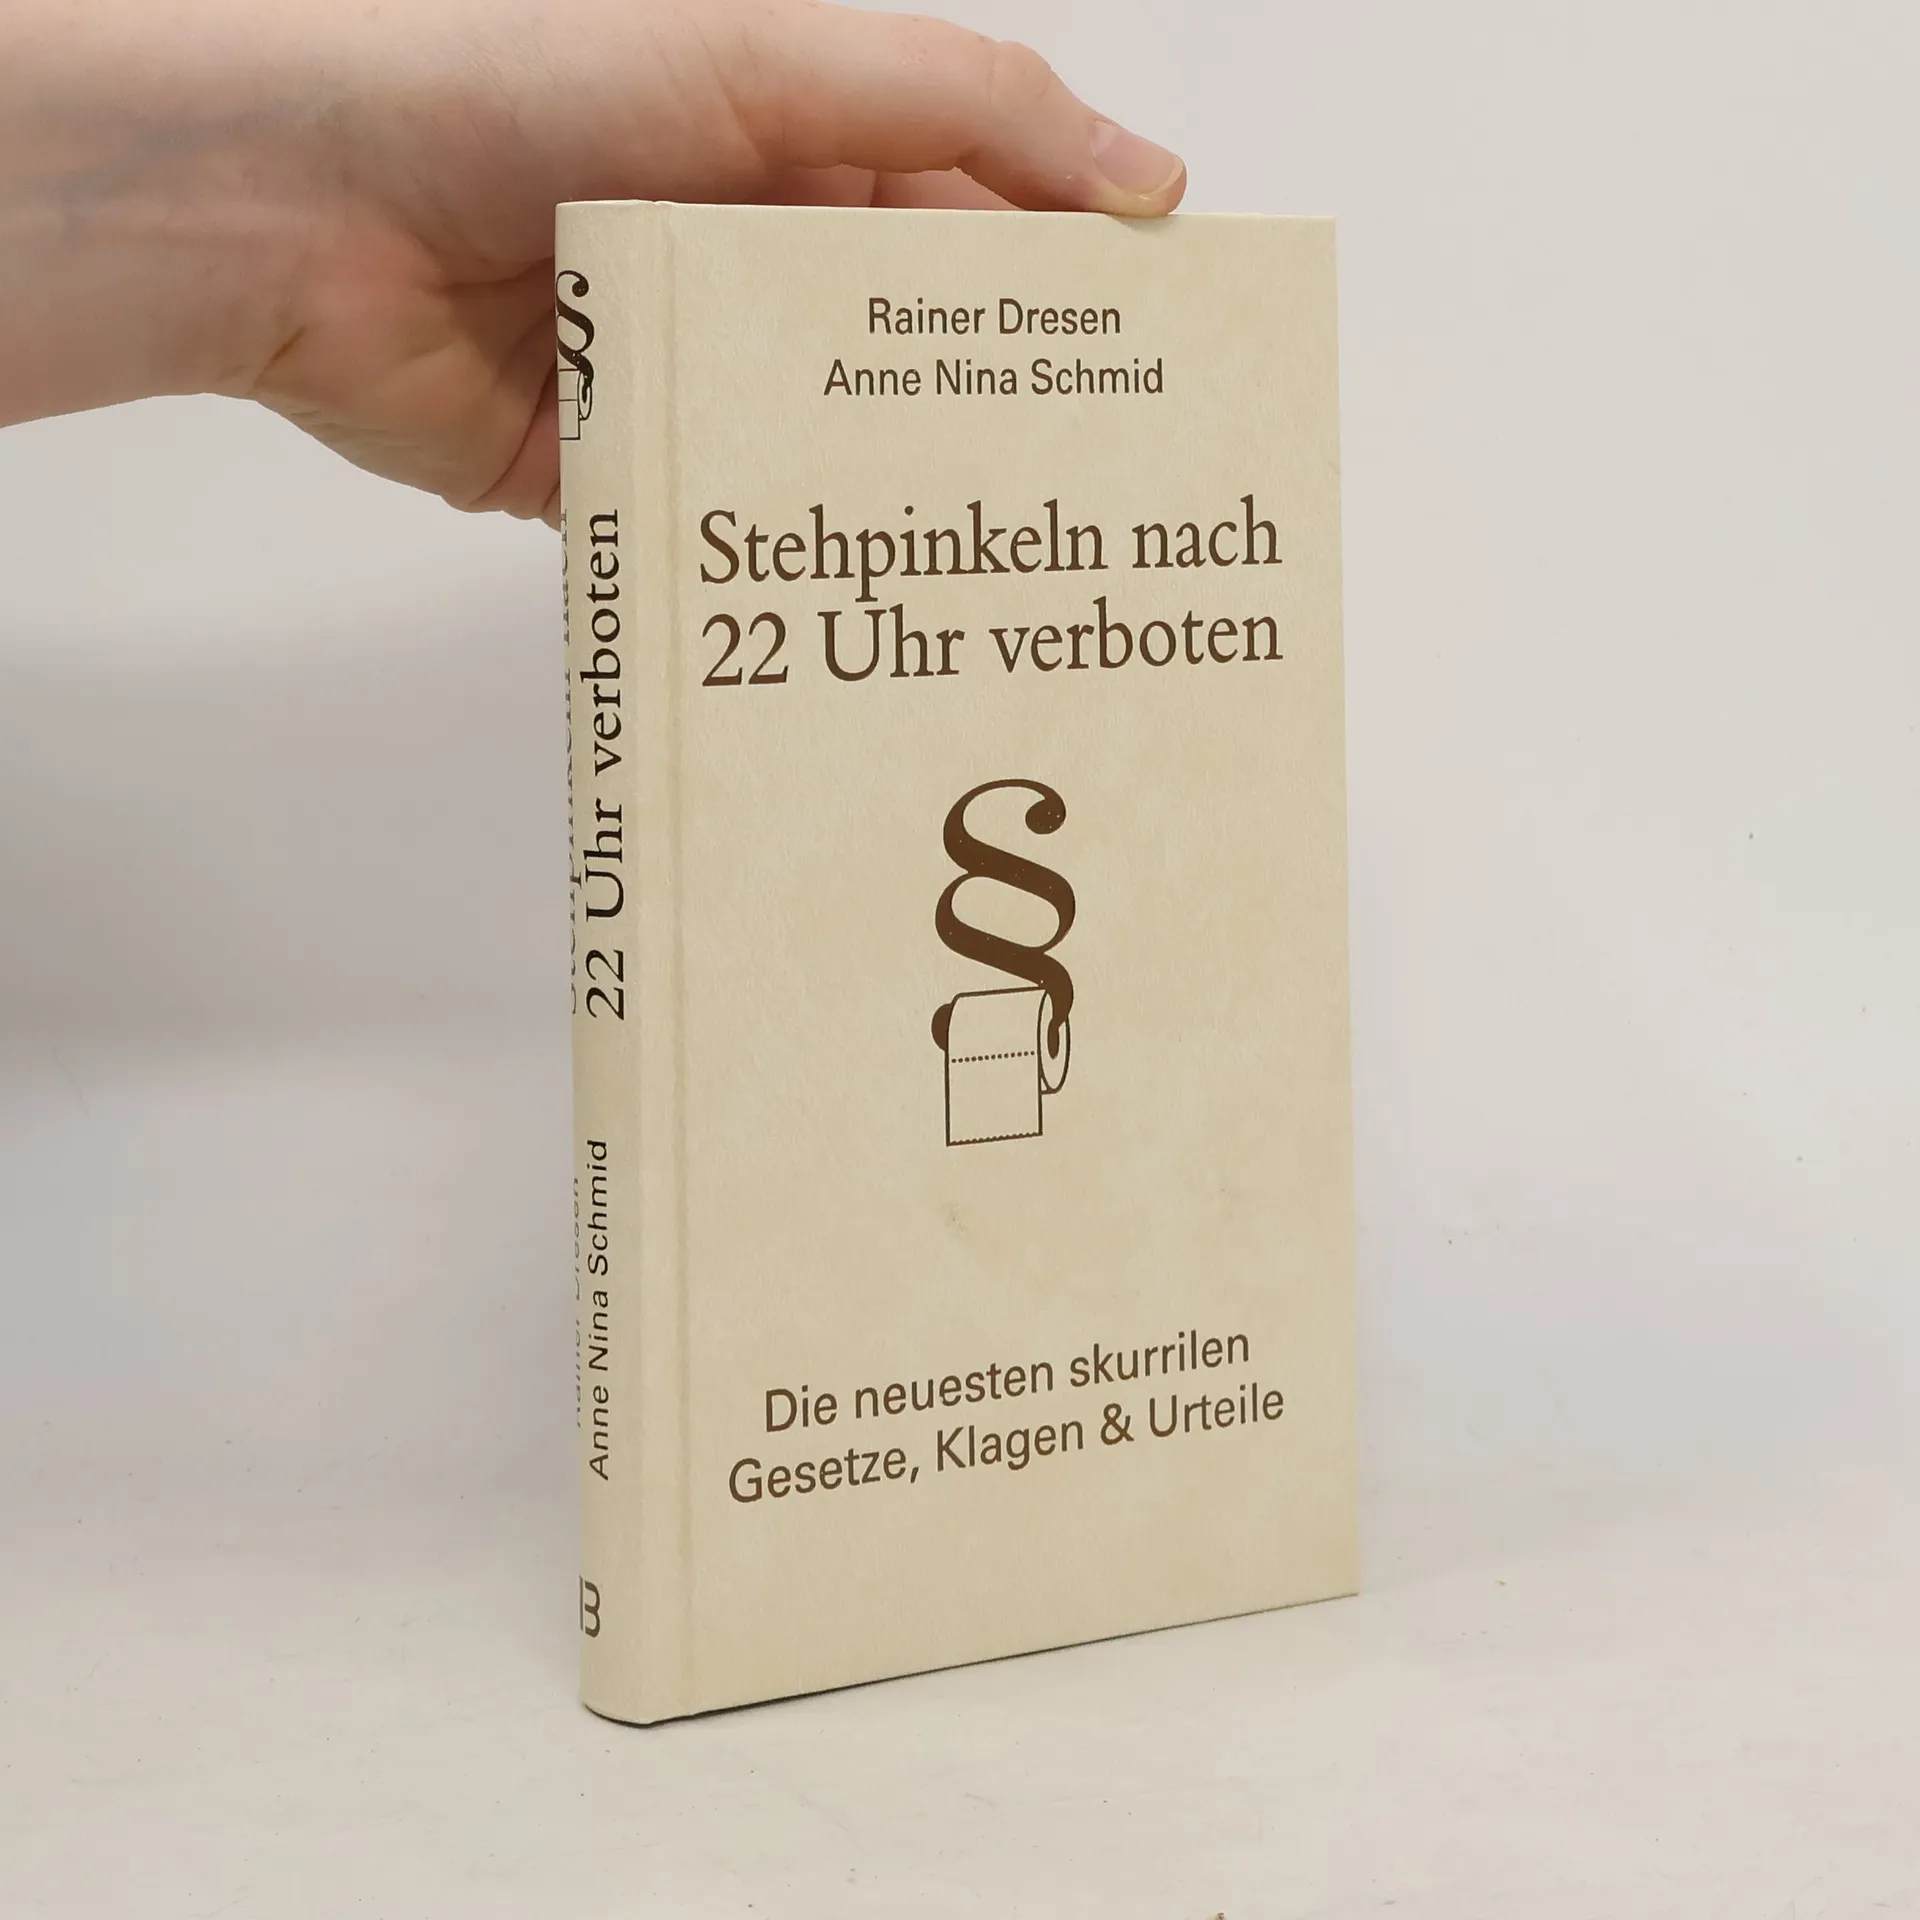 Rainer Dresen
Anne Nina Schmid
Stehpinkeln nach
22 Uhr verboten
§
Die neuesten skurrilen
Gesetze, Klagen & Urteile
§
22 Uhr verboten
Anne Nina Schmid